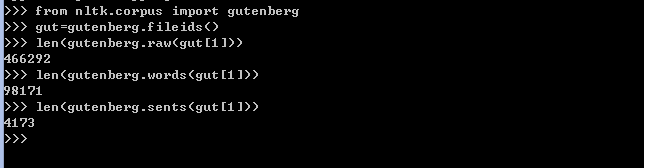 >>> from nltk.corpus import gutenberg
>>> gut=gutenberg.fileids()
>>> len(gutenberg.raw(gut[1]))
466292
>>> len(gutenberg.words(gut[1]))
98171
>>> len(gutenberg.sents(gut[1]))
4173
>>>